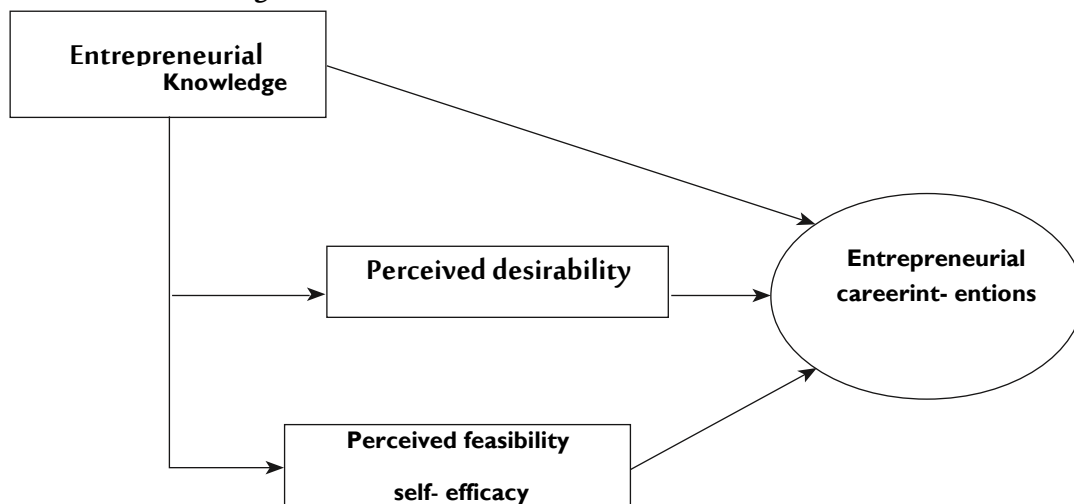 Entrepreneurial
Knowledge
Perceived desirability
Entrepreneurial
careerint- entions
Perceived feasibility
self- efficacy